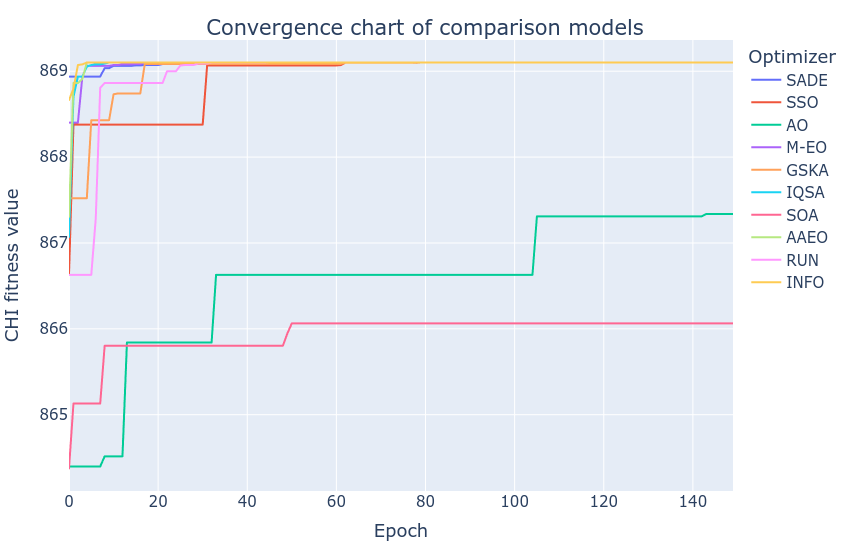 Convergence chart of comparison models
CHI fitness value
869
868
867
866
865
0 20 40 60 80 100 120 140
Epoch
Optimizer
SADE
SSO
AO
M-EO
GSKA
IQSA
SOA
AAEO
RUN
INFO